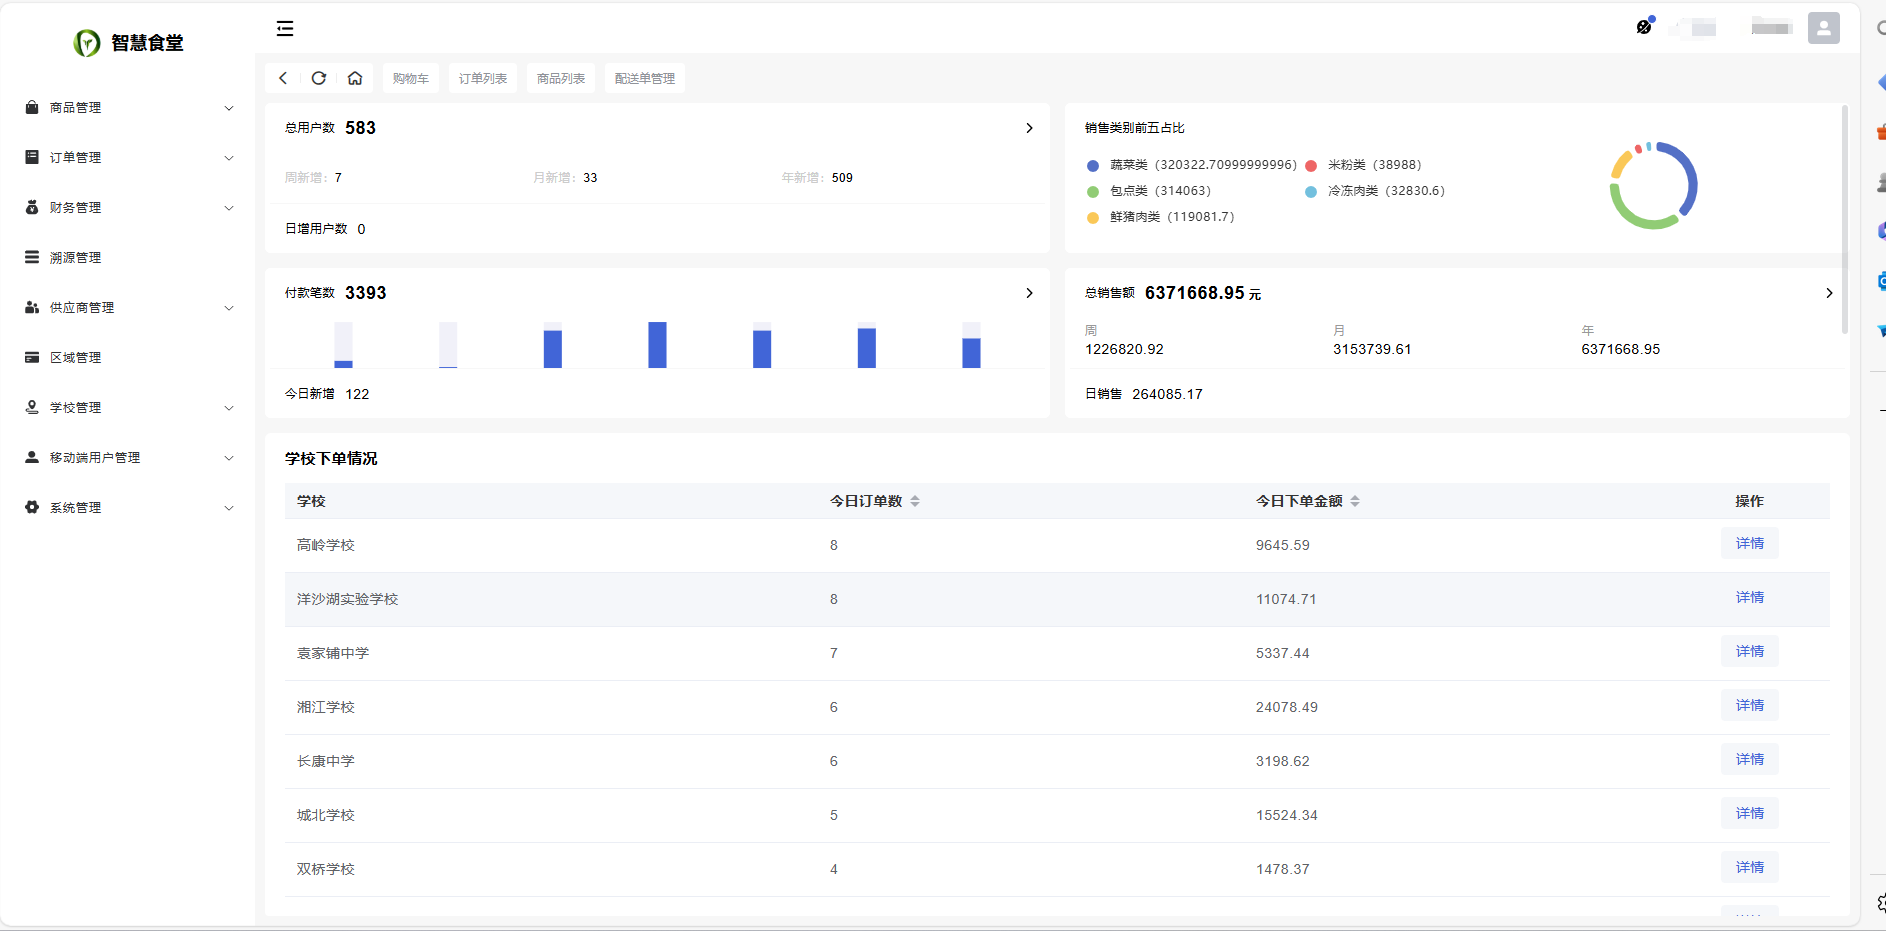 智慧食堂
商品管理
订单管理
财务管理
溯源管理
供应商管理
区域管理
学校管理
移动端用户管理
系统管理
购物车 订单列表 商品列表 配送单管理
总用户数 583
周新增：7 月新增：33 年新增：509
日增用户数 0
销售类别前五占比
蔬菜类（320322.70999999996） 米粉类（38988）
包点类（314063） 冷冻肉类（32830.6）
鲜猪肉类（119081.7）
付款笔数 3393
今日新增 122
总销售额 6371668.95 元
周 月 年
1226820.92 3153739.61 6371668.95
日销售 264085.17
学校下单情况
学校 今日订单数 今日下单金额 操作
高岭学校 8 9645.59 详情
洋沙湖实验学校 8 11074.71 详情
袁家铺中学 7 5337.44 详情
湘江学校 6 24078.49 详情
长康中学 6 3198.62 详情
城北学校 5 15524.34 详情
双桥学校 4 1478.37 详情